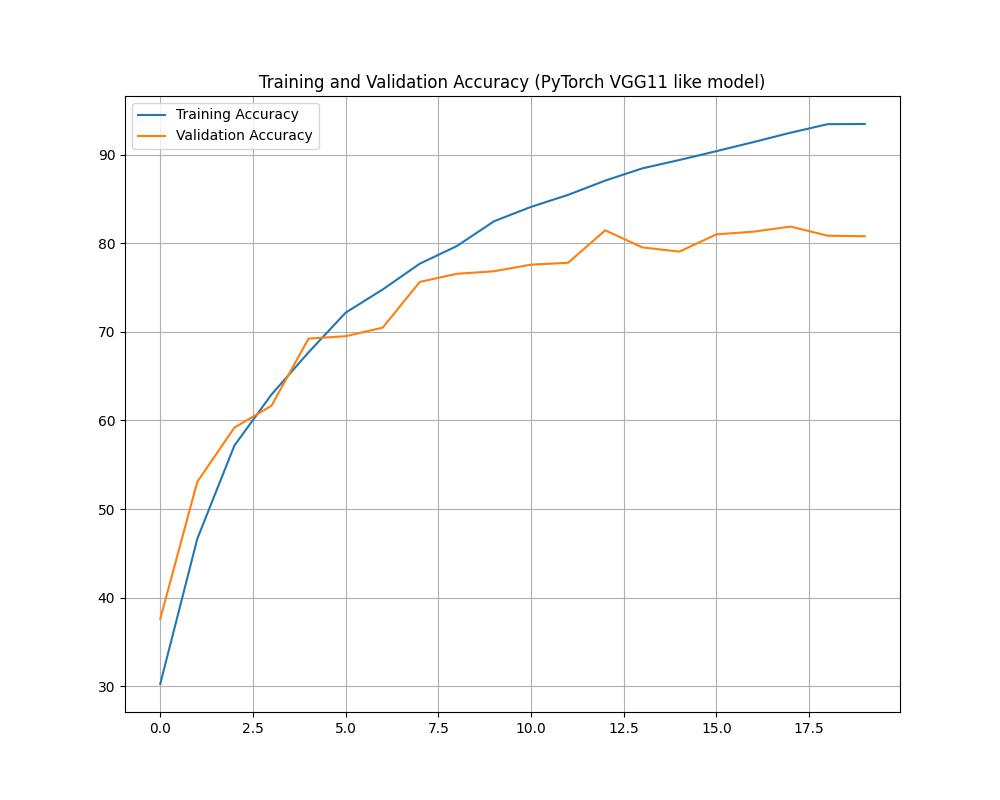 Training and Validation Accuracy (PyTorch VGG11 like model)
Training Accuracy
Validation Accuracy
90
80
70
60
50
40
30
0.0 2.5 5.0 7.5 10.0 12.5 15.0 17.5